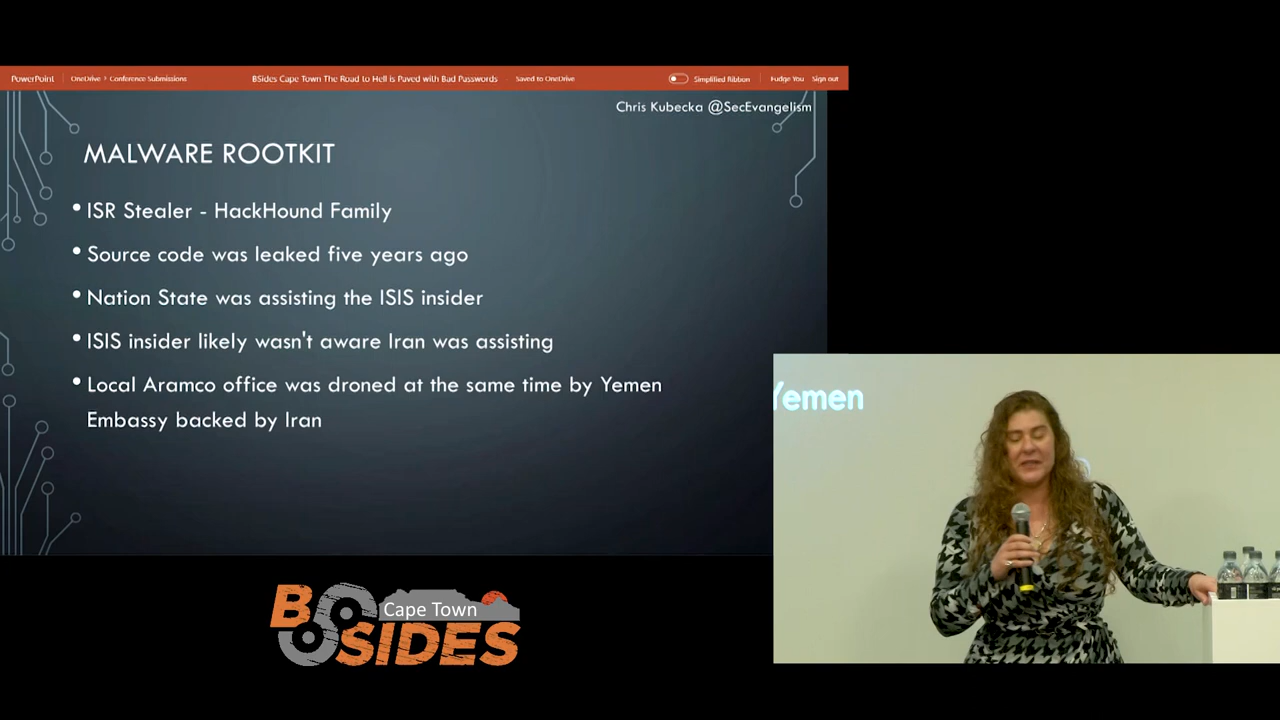 PowerPoint
OneDrive > Conference Submissions
BSides Cape Town The Road to Hell is Paved with Bad Passwords - Saved to OneDrive
Simplified Ribbon
Fudge You
Sign out
Chris Kubecka @SecEvangelism
MALWARE ROOTKIT
• ISR Stealer - HackHound Family
• Source code was leaked five years ago
• Nation State was assisting the ISIS insider
• ISIS insider likely wasn't aware Iran was assisting
• Local Aramco office was droned at the same time by Yemen
Embassy backed by Iran
Yemen
BSIDES
Cape Town